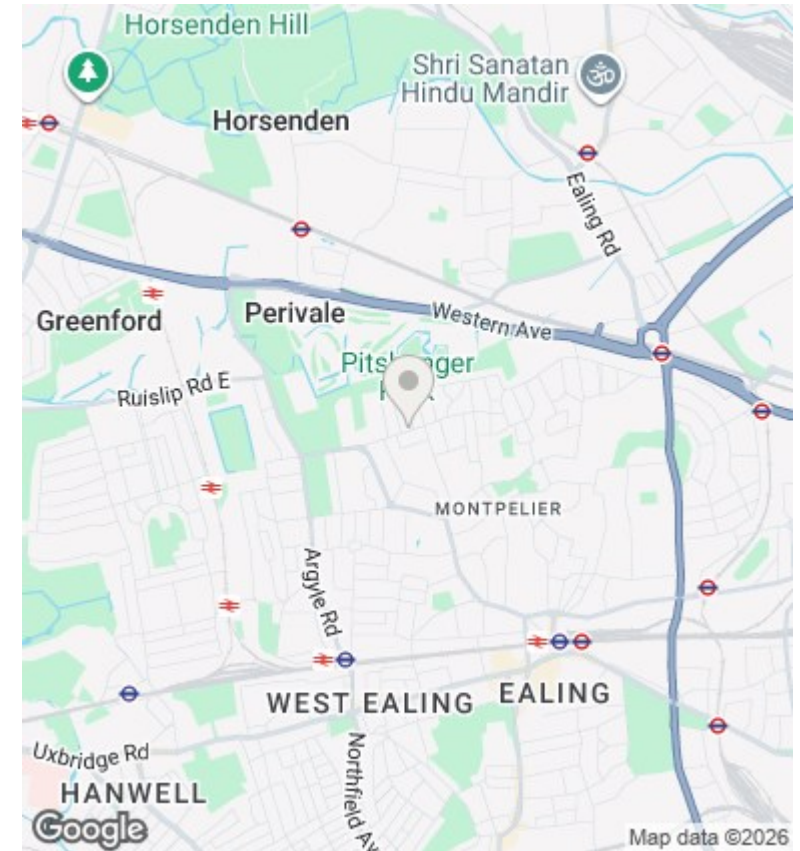 Horsenden Hill
Shri Sanatan
Hindu Mandir
Horsenden
Ealing Rd
Greenford
Perivale
Western Ave
Ruislip Rd E
MONTPELIER
Argyle Rd
WEST EALING
EALING
Uxbridge Rd
Northfield Av
HANWELL
Google
Map data ©2026